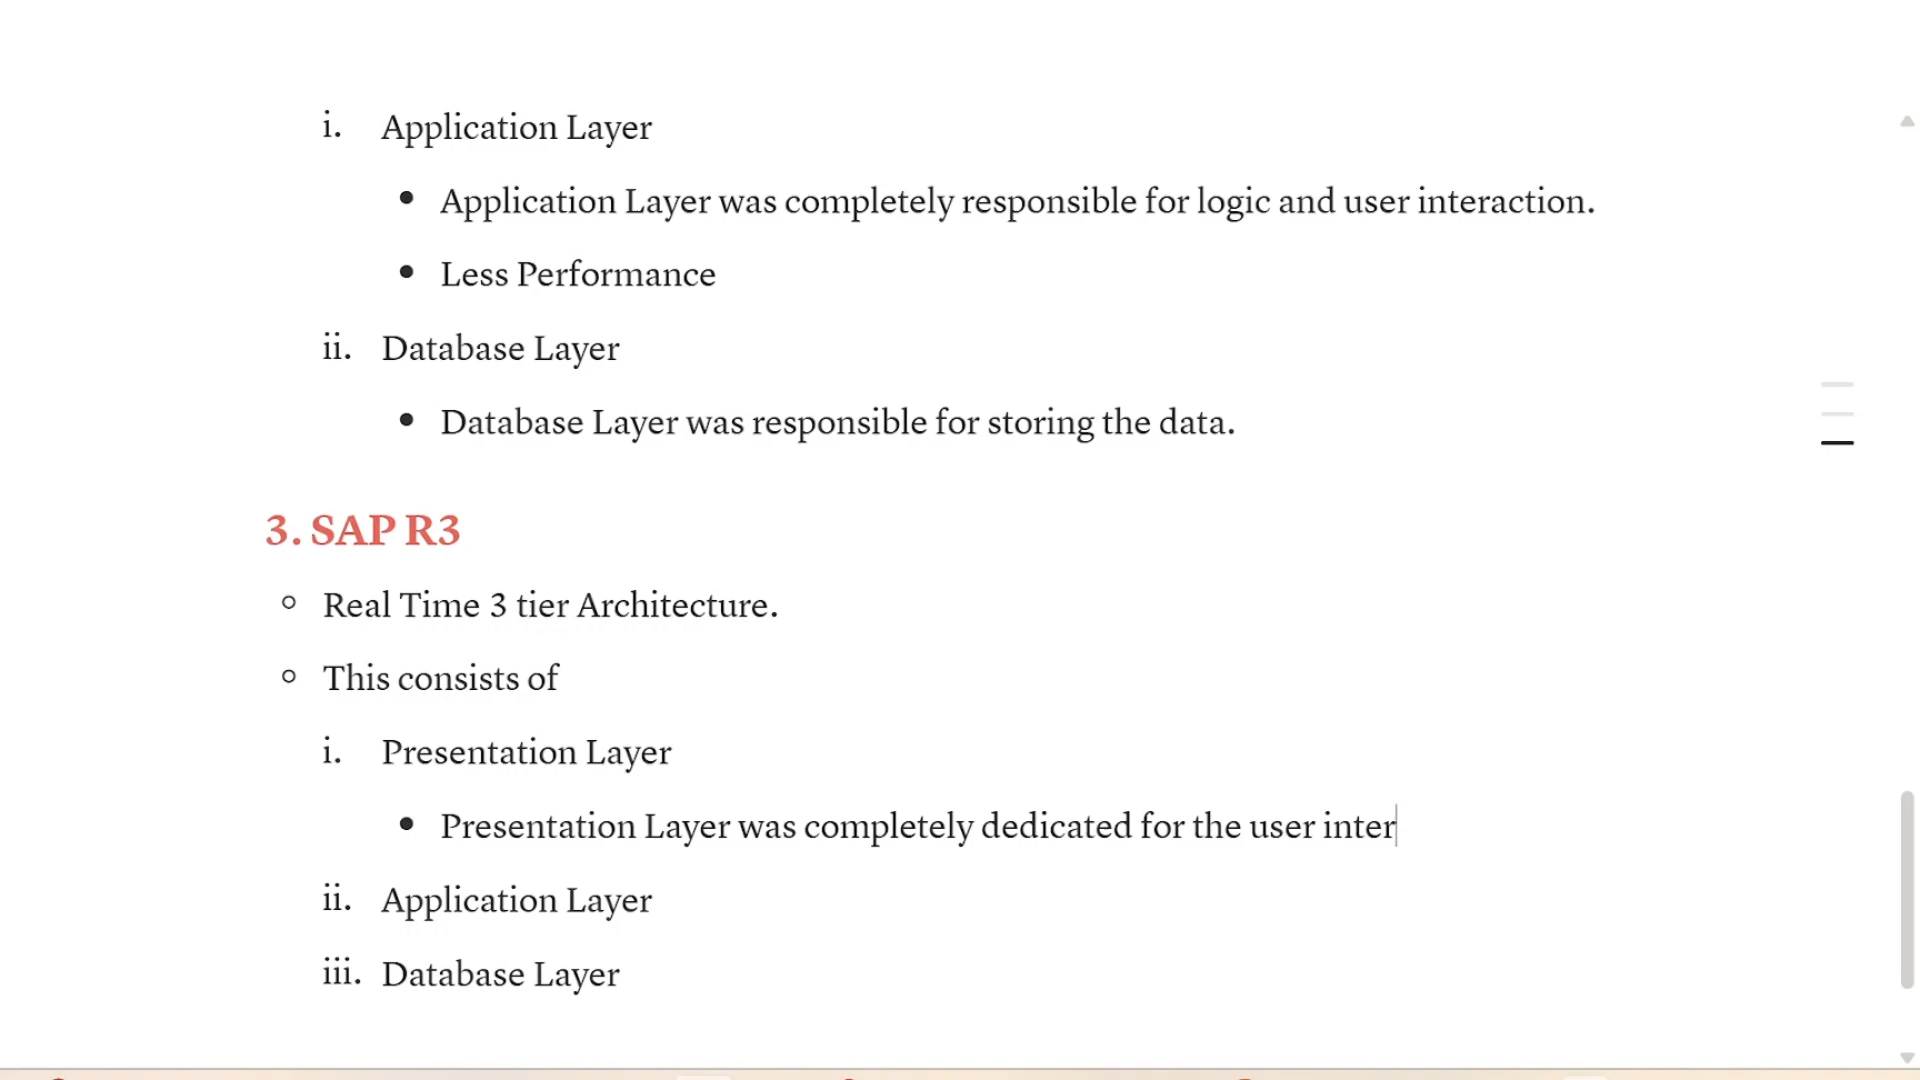 i. Application Layer
• Application Layer was completely responsible for logic and user interaction.
• Less Performance
ii. Database Layer
• Database Layer was responsible for storing the data.
3. SAP R3
○ Real Time 3 tier Architecture.
○ This consists of
i. Presentation Layer
• Presentation Layer was completely dedicated for the user inter
ii. Application Layer
iii. Database Layer